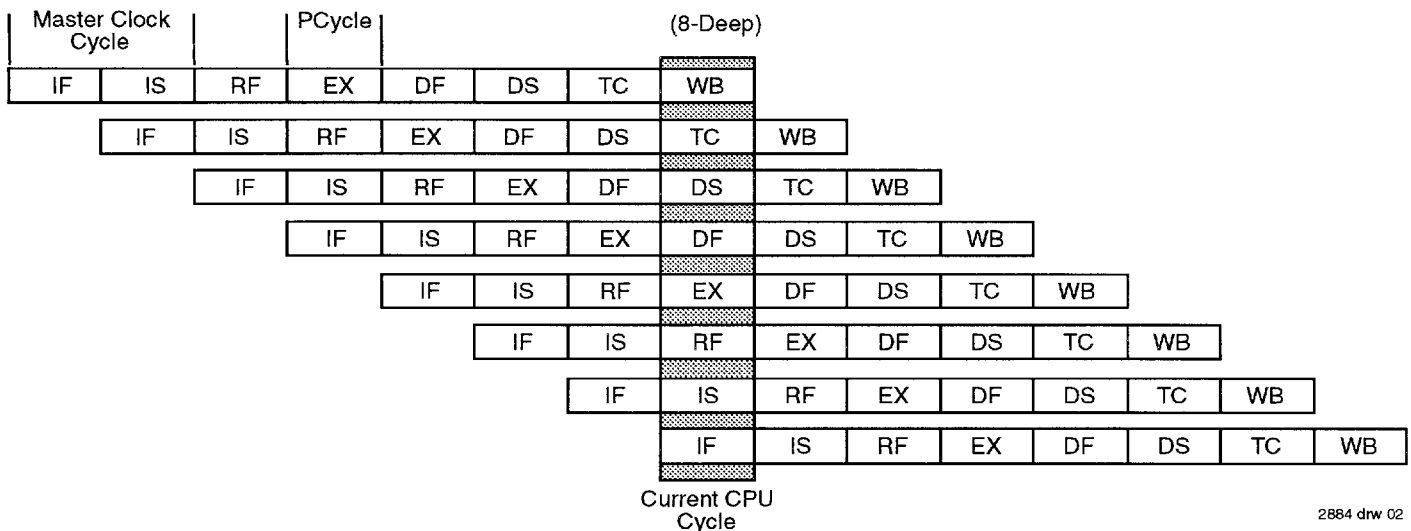 Master Clock
Cycle
PCycle
(8-Deep)
IF IS RF EX DF DS TC WB
IF IS RF EX DF DS TC WB
IF IS RF EX DF DS TC WB
IF IS RF EX DF DS TC WB
IF IS RF EX DF DS TC WB
IF IS RF EX DF DS TC WB
IF IS RF EX DF DS TC WB
IF IS RF EX DF DS TC WB
Current CPU
Cycle
2884 drw 02